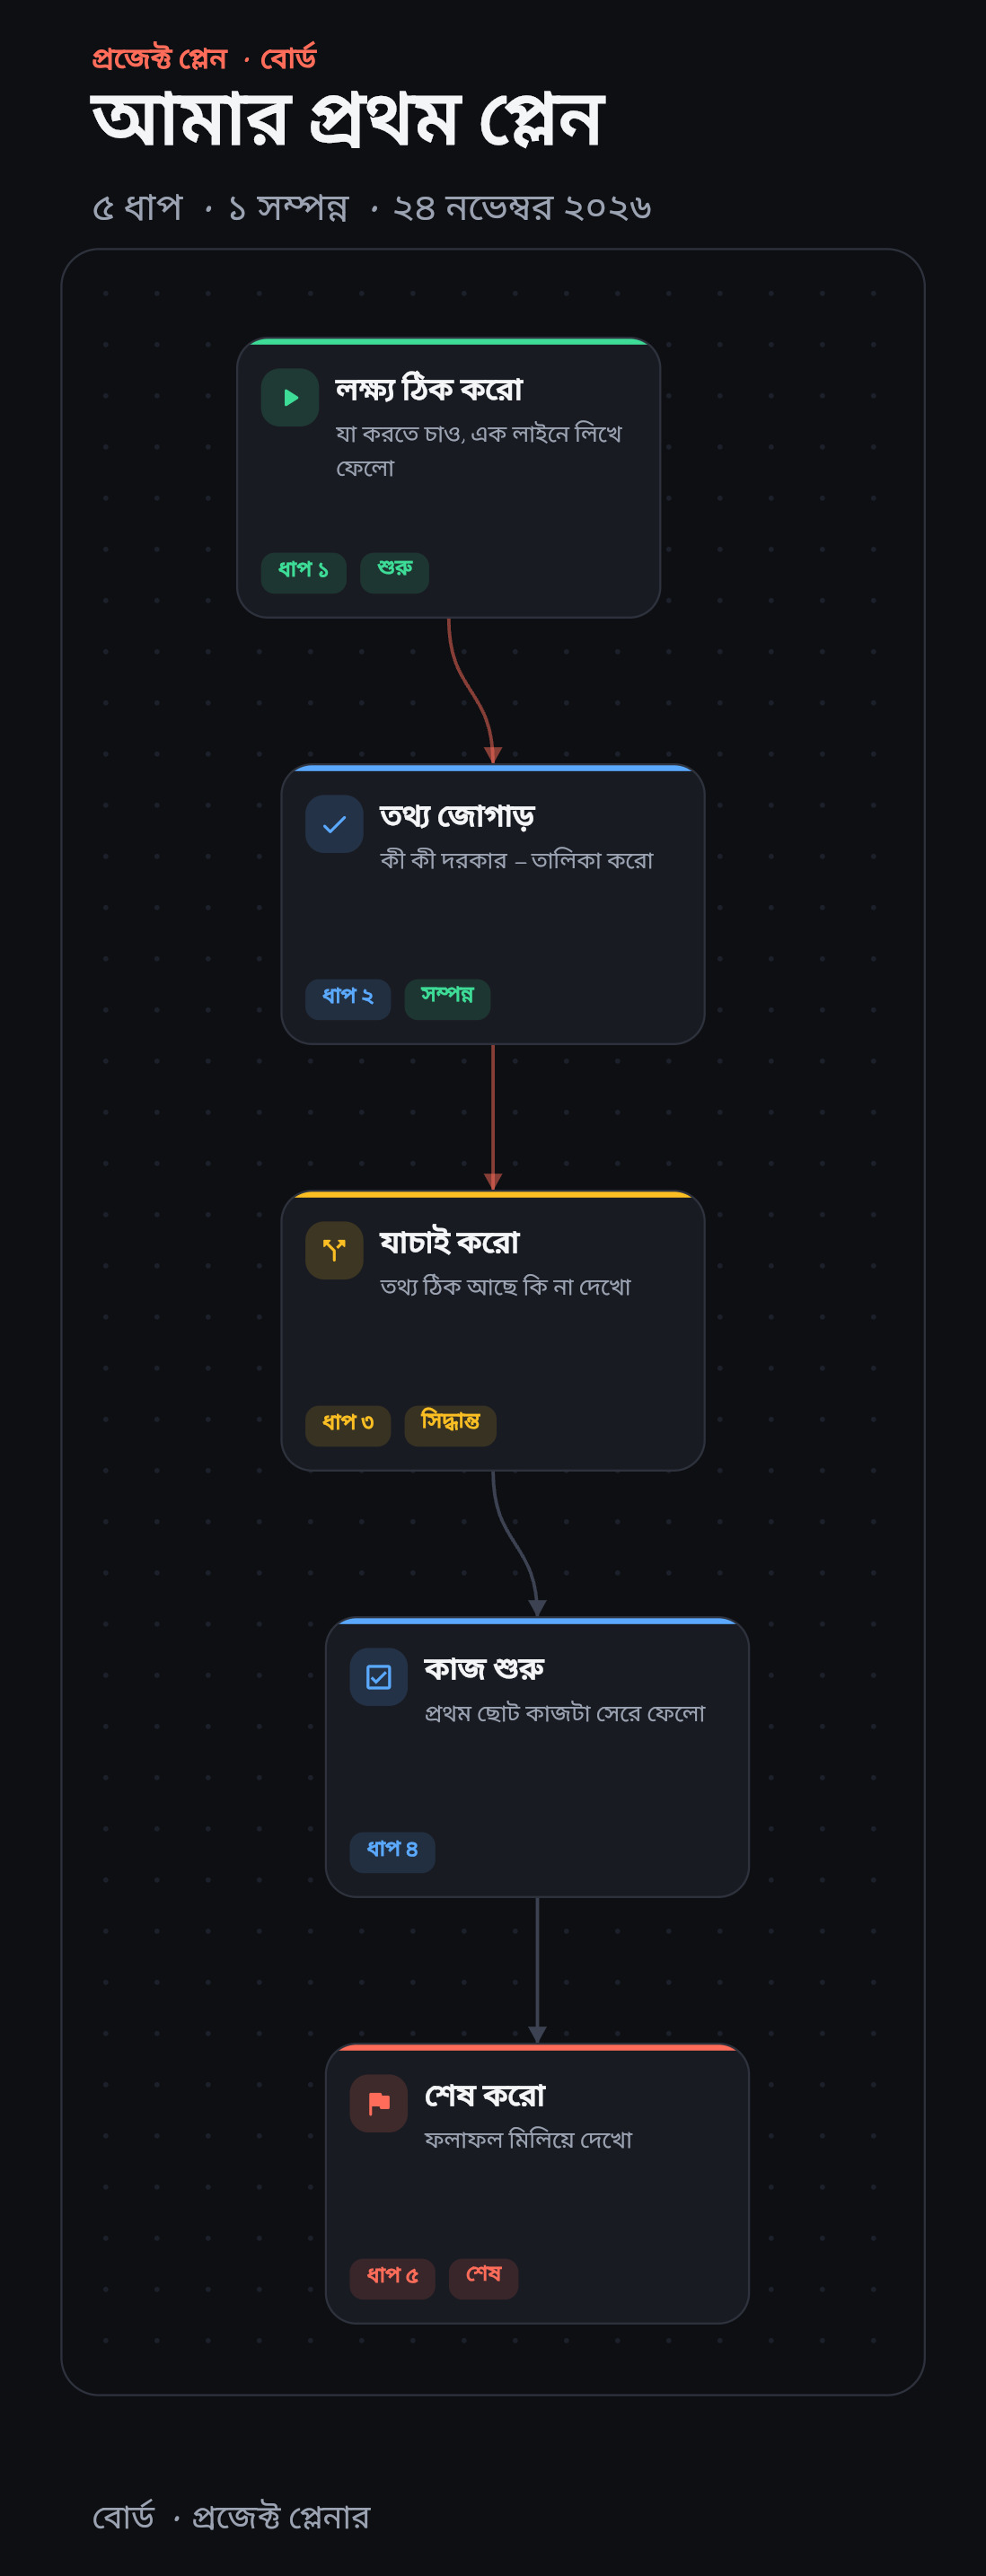 প্রজেক্ট প্লেন · বোর্ড
আমার প্রথম প্লেন
৫ ধাপ · ১ সম্পন্ন · ২৪ নভেম্বর ২০২৬
লক্ষ্য ঠিক করো
যা করতে চাও, এক লাইনে লিখে
ফেলো
ধাপ ১ শুরু
তথ্য জোগাড়
কী কী দরকার – তালিকা করো
ধাপ ২ সম্পন্ন
যাচাই করো
তথ্য ঠিক আছে কি না দেখো
ধাপ ৩ সিদ্ধান্ত
কাজ শুরু
প্রথম ছোট কাজটা সেরে ফেলো
ধাপ ৪
শেষ করো
ফলাফল মিলিয়ে দেখো
ধাপ ৫ শেষ
বোর্ড · প্রজেক্ট প্লেনার